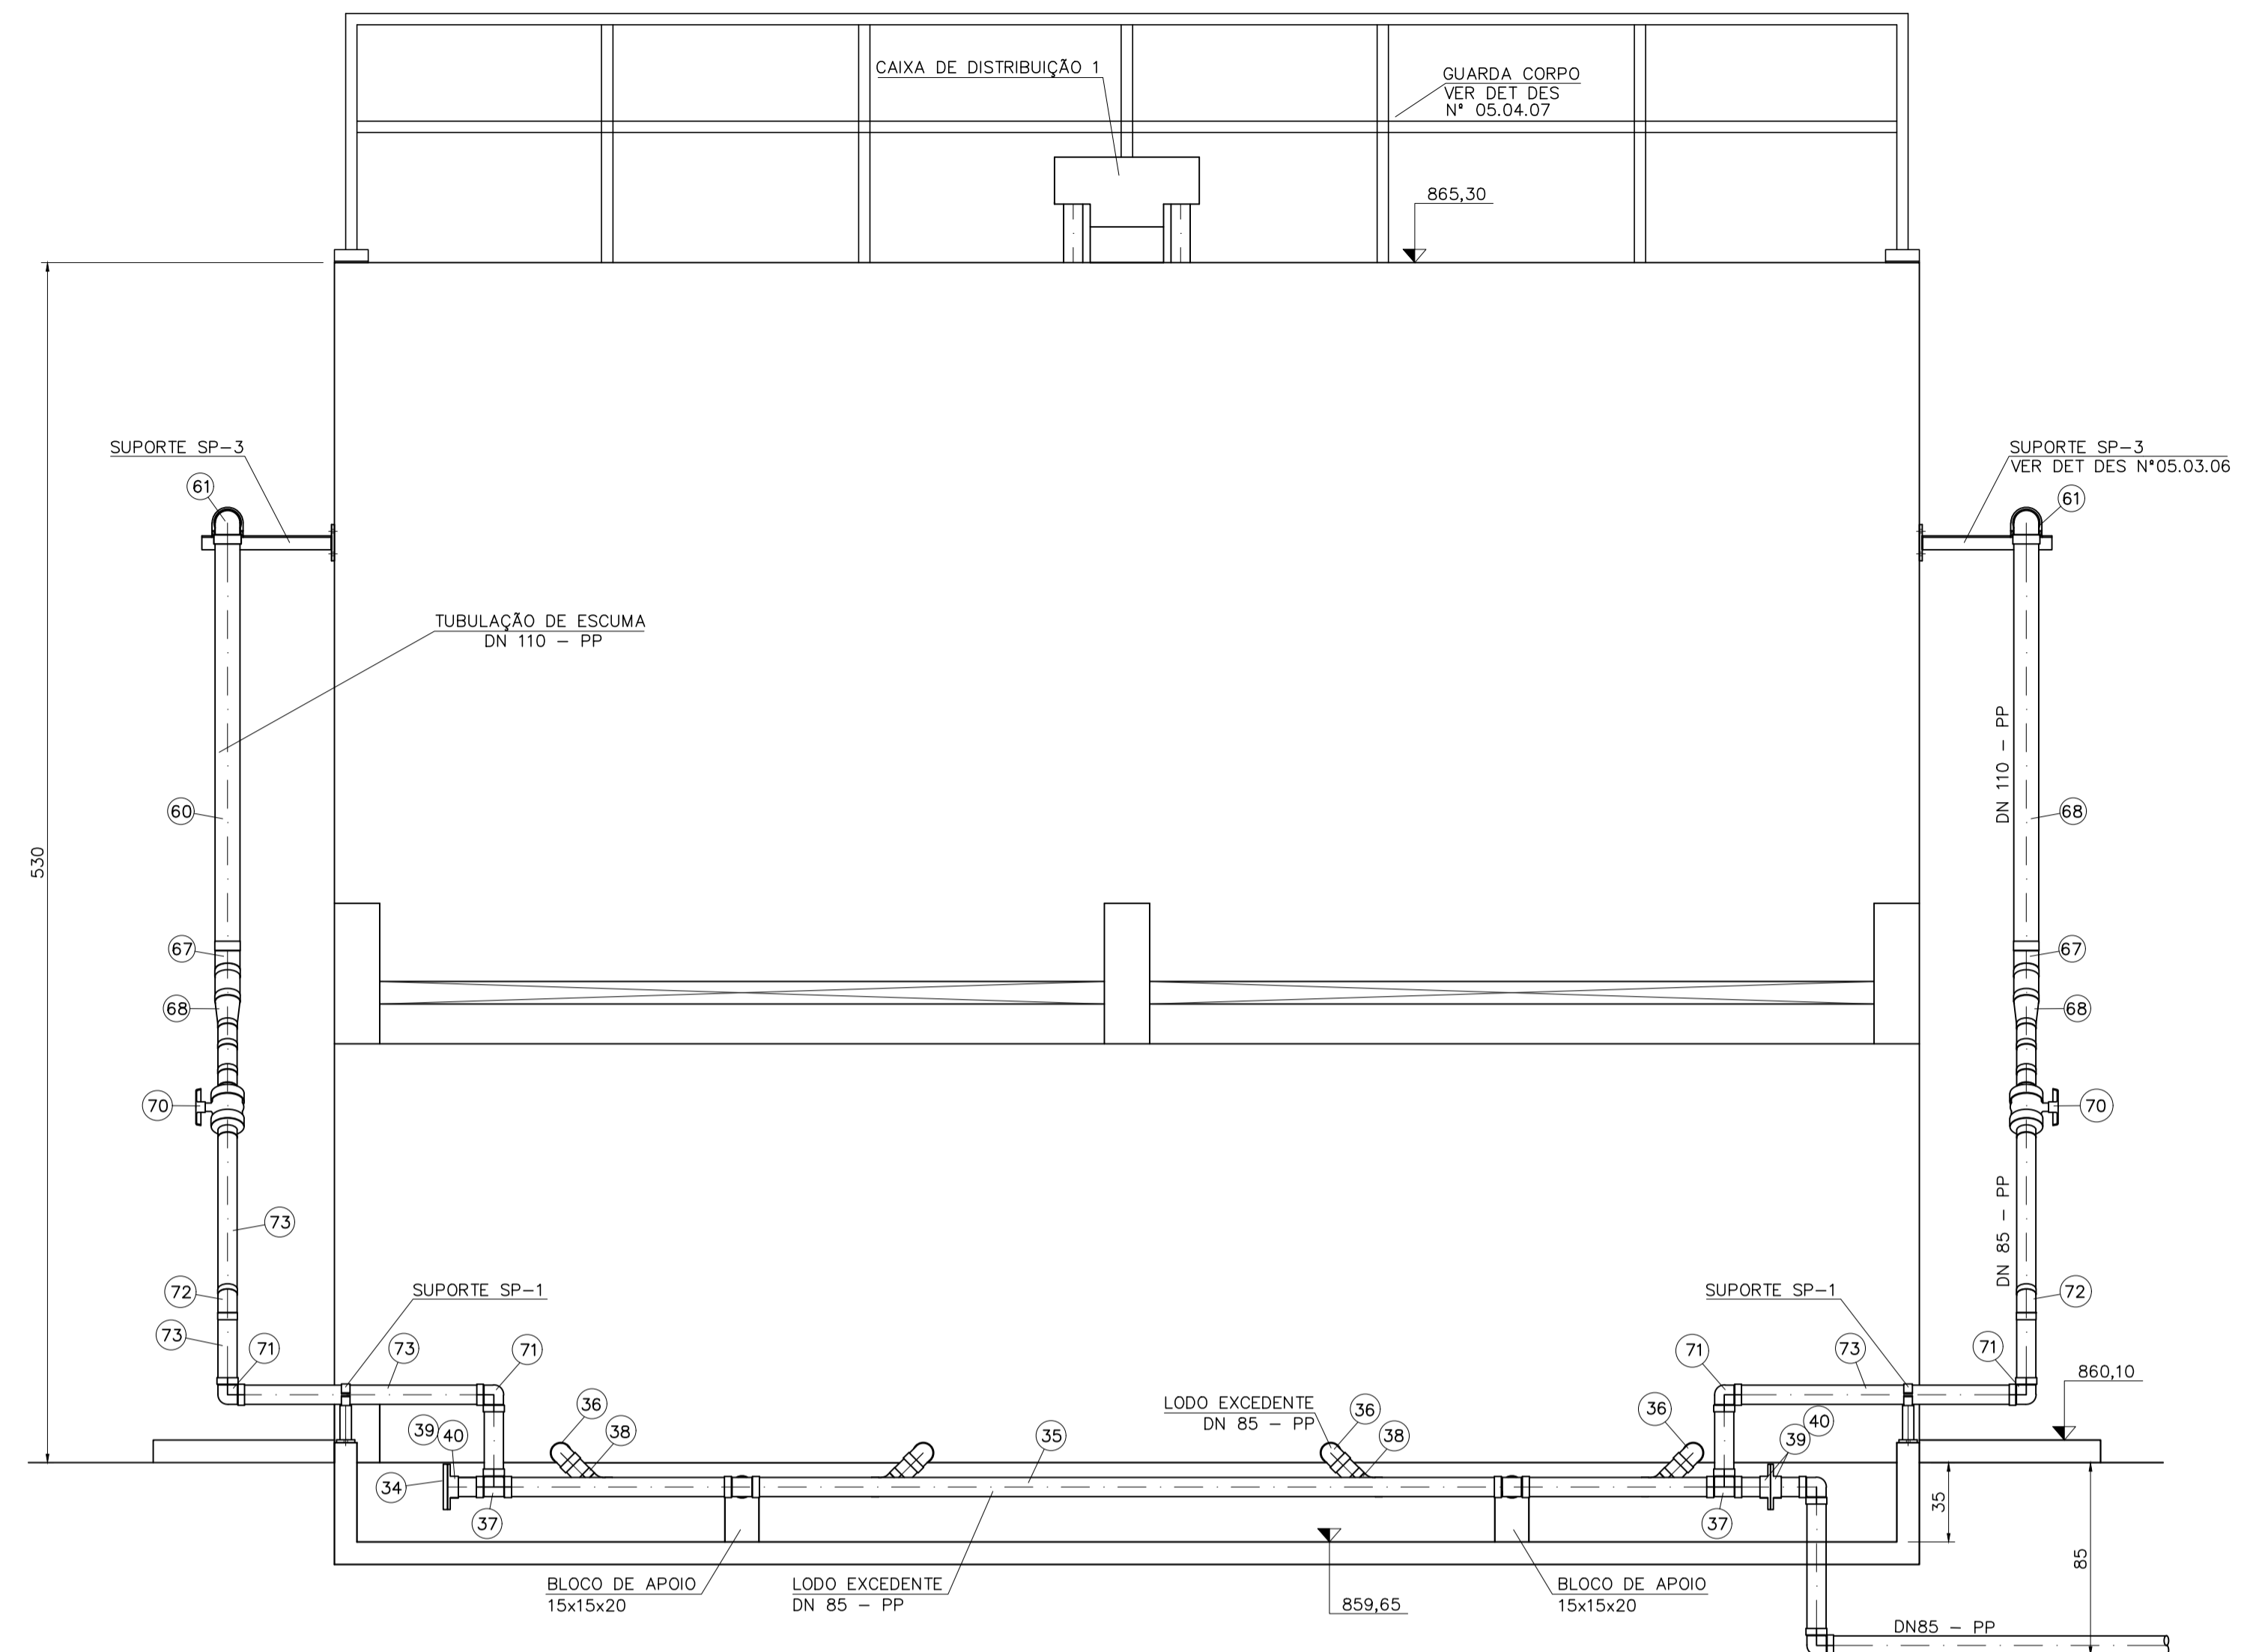 CAIXA DE DISTRIBUIÇÃO 1
GUARDA CORPO
VER DET DES
Nº 05.04.07
865,30
SUPORTE SP-3
61
SUPORTE SP-3
VER DET DES Nº05.03.06
61
TUBULAÇÃO DE ESCUMA
DN 110 - PP
DN 110 - PP
60
68
530
67
67
68
68
70
70
73
DN 85 - PP
72
SUPORTE SP-1
SUPORTE SP-1
72
73
71
73
71
71
73
71
860,10
36
LODO EXCEDENTE
DN 85 - PP
36
36
39
40
38
35
38
39
40
34
37
37
35
85
BLOCO DE APOIO
15x15x20
LODO EXCEDENTE
DN 85 - PP
859,65
BLOCO DE APOIO
15x15x20
DN85 - PP